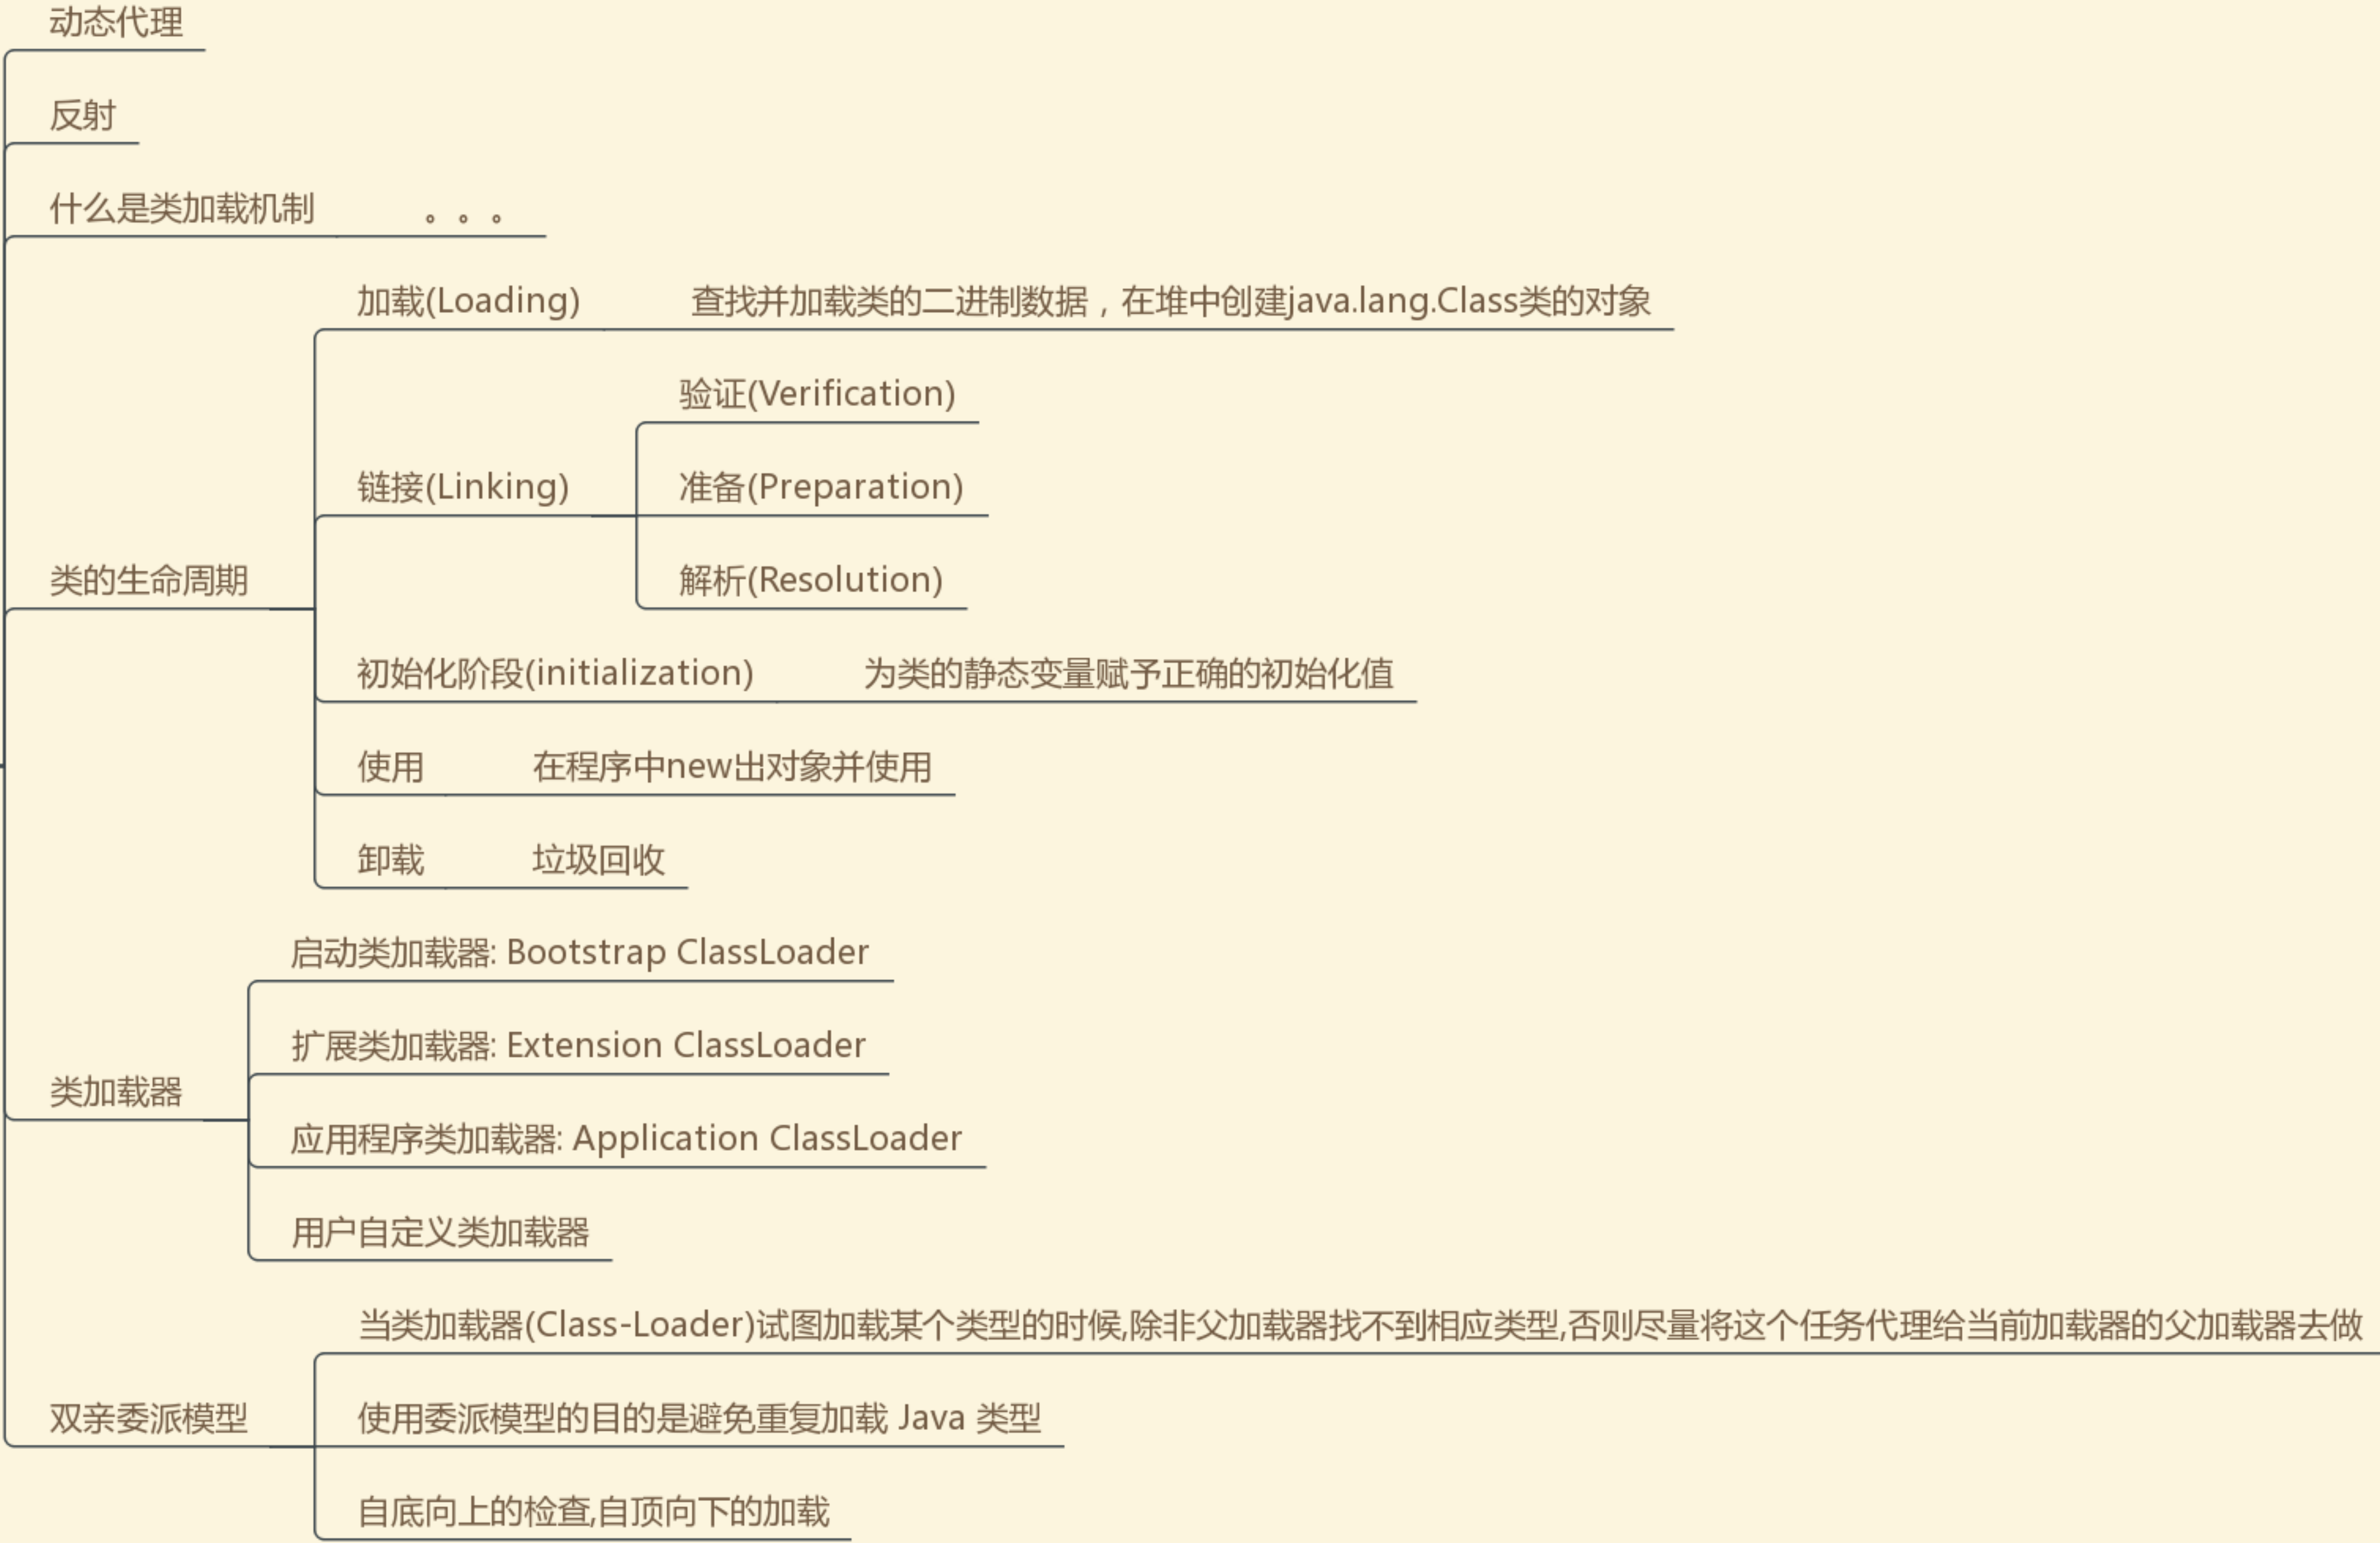 动态代理
反射
什么是类加载机制 。。。
加载(Loading) 查找并加载类的二进制数据，在堆中创建java.lang.Class类的对象
验证(Verification)
链接(Linking) 准备(Preparation)
类的生命周期 解析(Resolution)
初始化阶段(initialization) 为类的静态变量赋予正确的初始化值
使用 在程序中new出对象并使用
卸载 垃圾回收
启动类加载器: Bootstrap ClassLoader
扩展类加载器: Extension ClassLoader
类加载器
应用程序类加载器: Application ClassLoader
用户自定义类加载器
当类加载器(Class-Loader)试图加载某个类型的时候,除非父加载器找不到相应类型,否则尽量将这个任务代理给当前加载器的父加载器去做
双亲委派模型 使用委派模型的目的是避免重复加载 Java 类型
自底向上的检查,自顶向下的加载